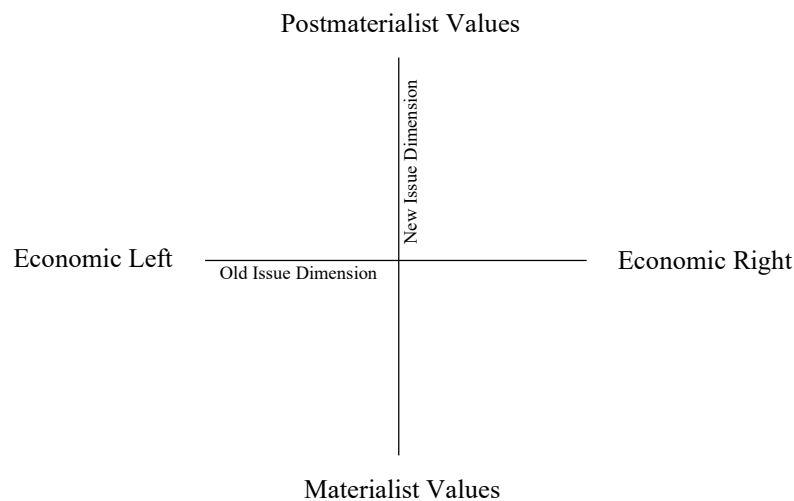 Postmaterialist Values
New Issue Dimension
Economic Left
Old Issue Dimension
Economic Right
Materialist Values